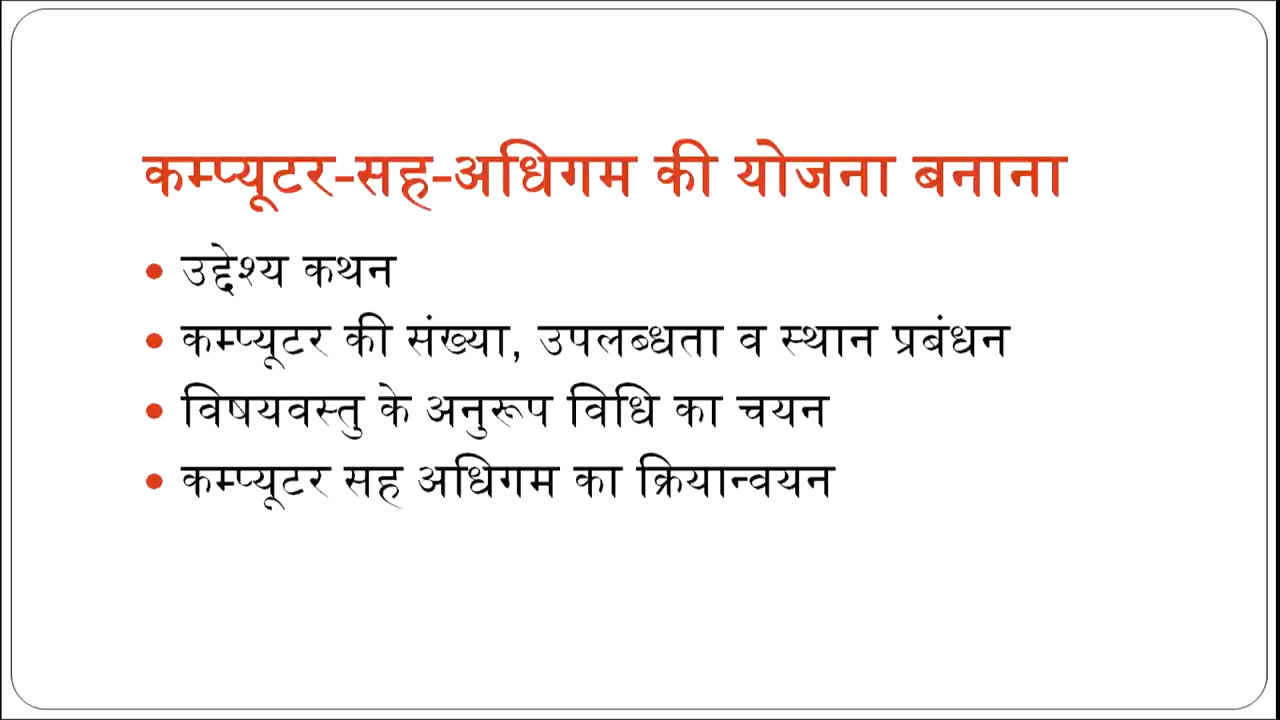 कम्प्यूटर-सह-अधिगम की योजना बनाना
• उद्देश्य कथन
• कम्प्यूटर की संख्या, उपलब्धता व स्थान प्रबंधन
• विषयवस्तु के अनुरूप विधि का चयन
• कम्प्यूटर सह अधिगम का क्रियान्वयन